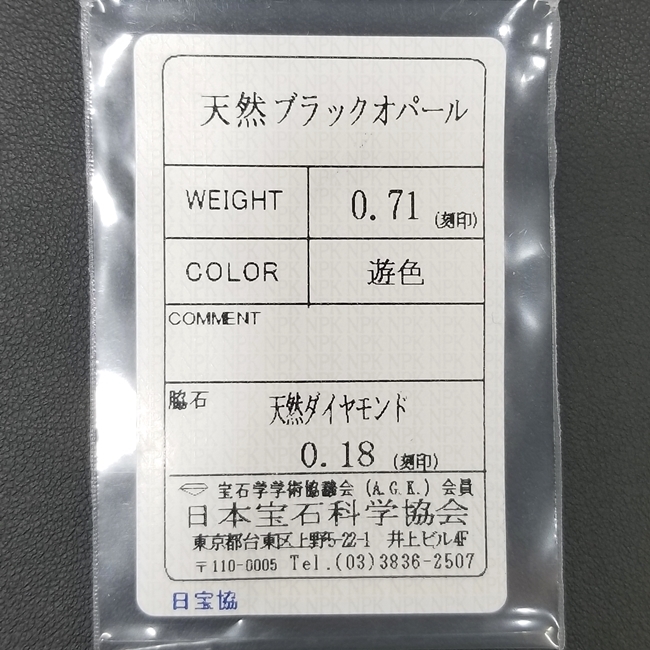 天然ブラックオパール
WEIGHT 0.71 (刻印)
COLOR 遊色
COMMENT
脇石 天然ダイヤモンド
0.18 (刻印)
宝石学学術協議会 (A.G.K.) 会員
日本宝石科学協会
東京都台東区上野5-22-1 井上ビル4F
〒110-0005 Tel.(03)3836-2507
日宝協